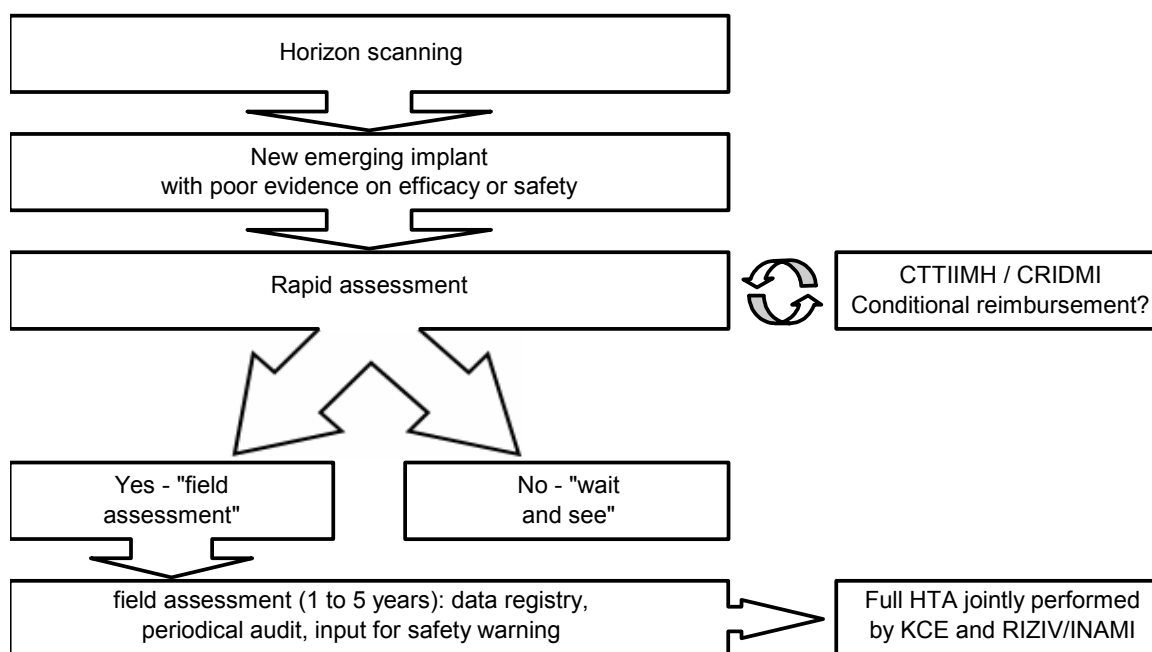 Horizon scanning
New emerging implant
with poor evidence on efficacy or safety
Rapid assessment
CTTIIMH / CRIDMI
Conditional reimbursement?
Yes - "field
assessment"
No - "wait
and see"
field assessment (1 to 5 years): data registry,
periodical audit, input for safety warning
Full HTA jointly performed
by KCE and RIZIV/INAMI